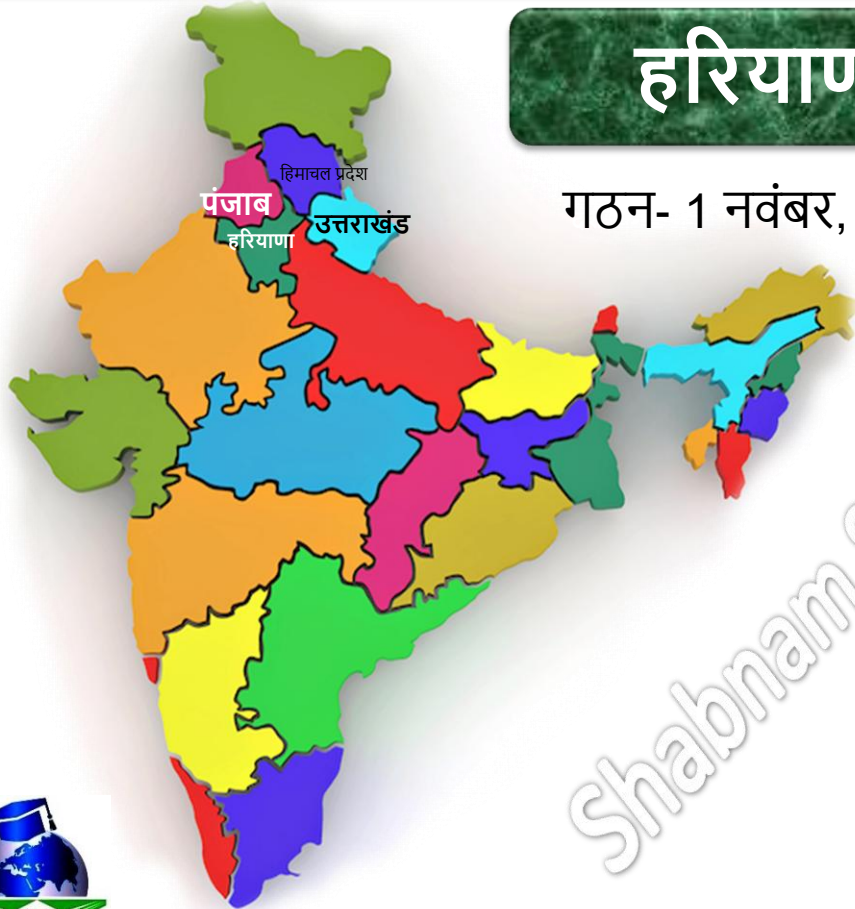 हरियाण
गठन- 1 नवंबर,
हिमाचल प्रदेश
पंजाब
उत्तराखंड
हरियाणा
Shabnam